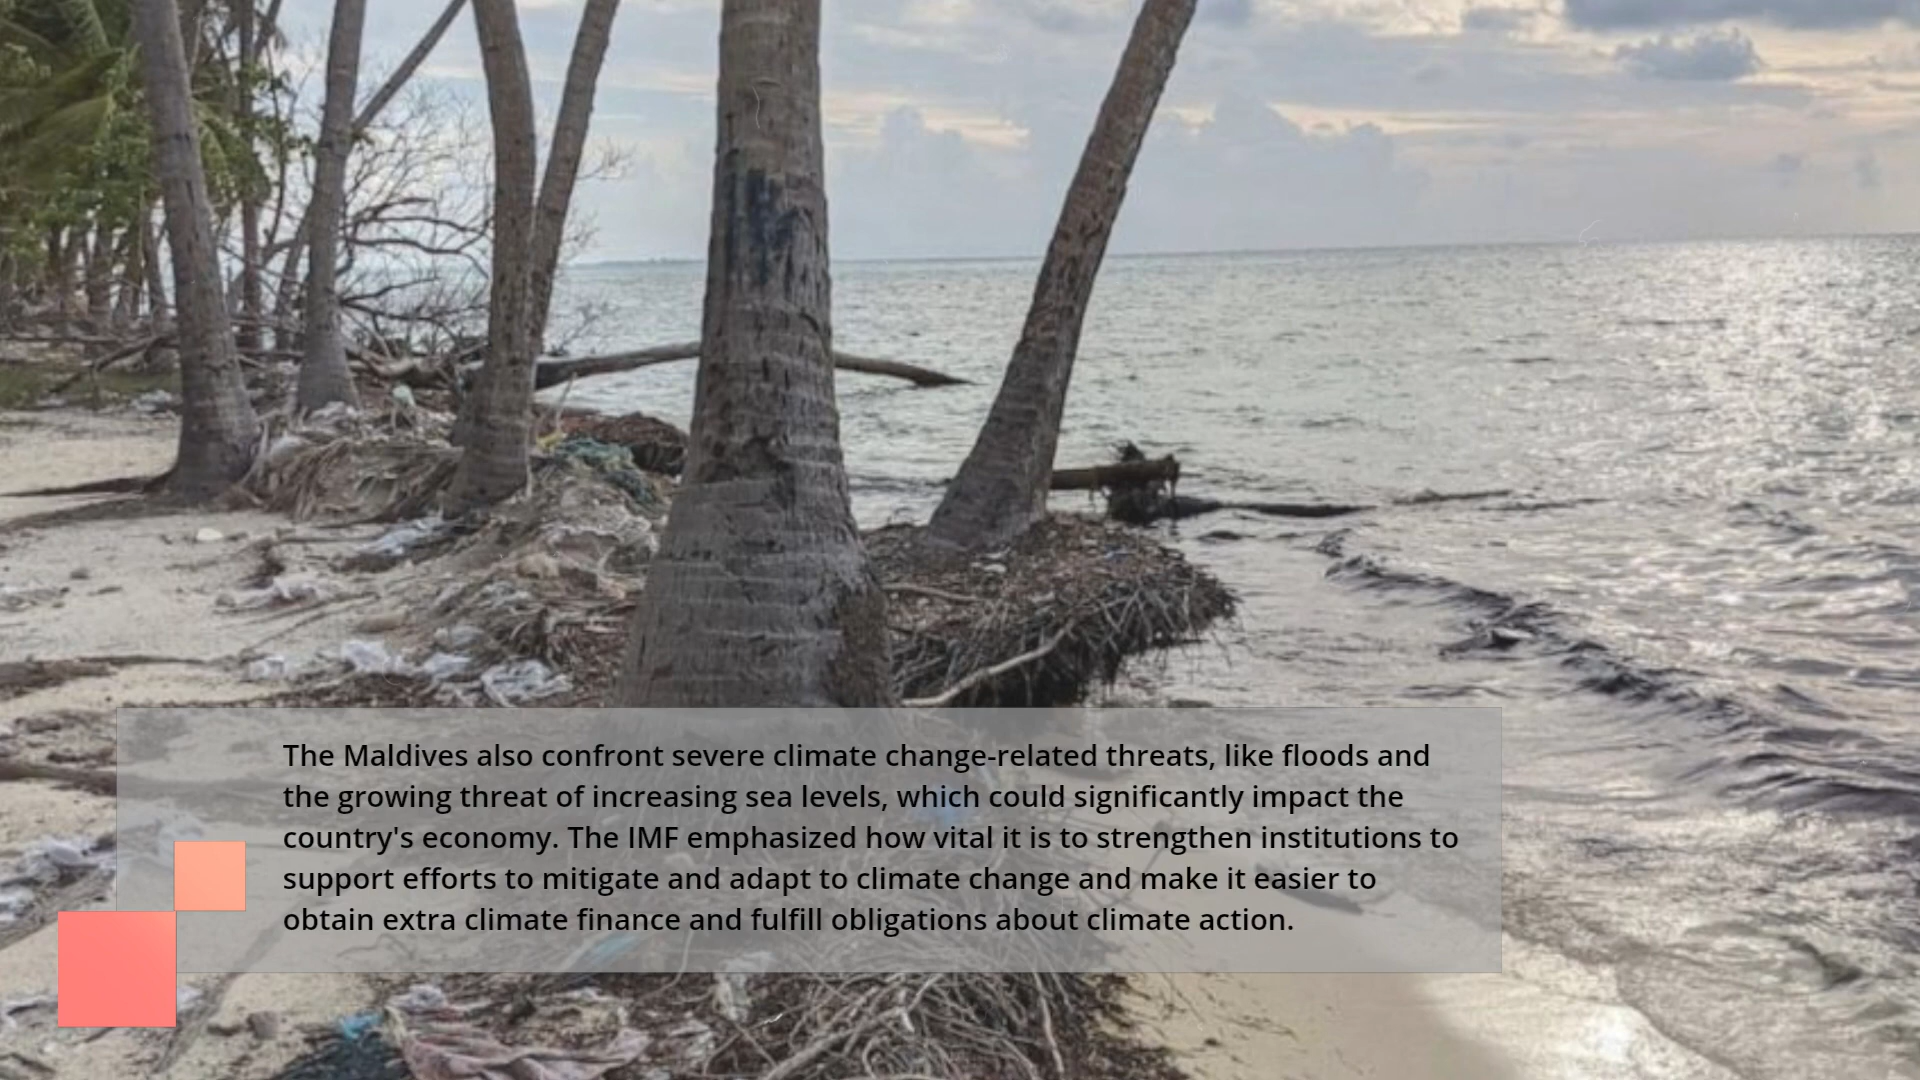 The Maldives also confront severe climate change-related threats, like floods and
the growing threat of increasing sea levels, which could significantly impact the
country's economy. The IMF emphasized how vital it is to strengthen institutions to
support efforts to mitigate and adapt to climate change and make it easier to
obtain extra climate finance and fulfill obligations about climate action.